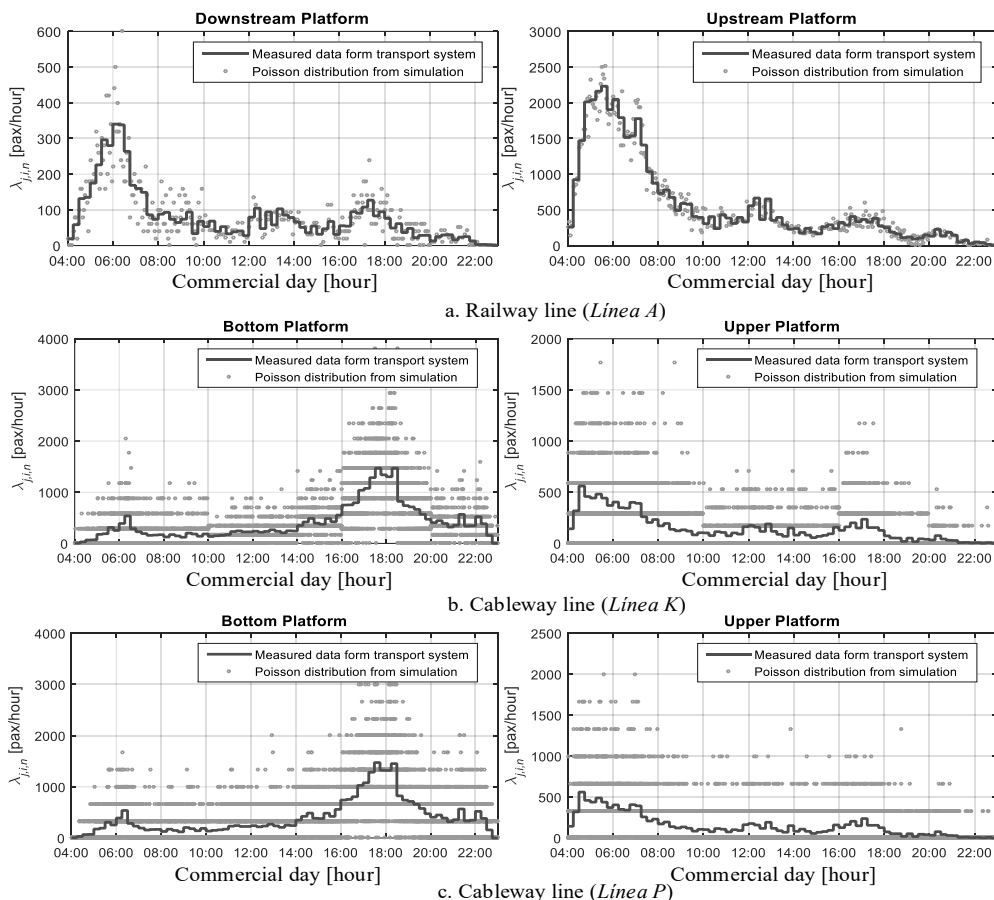 Downstream Platform
λj,i,n [pax/hour]
600
500
400
300
200
100
0
Measured data form transport system
Poisson distribution from simulation
04:00 06:00 08:00 10:00 12:00 14:00 16:00 18:00 20:00 22:00
Commercial day [hour]
Upstream Platform
λj,i,n [pax/hour]
3000
2500
2000
1500
1000
500
0
Measured data form transport system
Poisson distribution from simulation
04:00 06:00 08:00 10:00 12:00 14:00 16:00 18:00 20:00 22:00
Commercial day [hour]
a. Railway line (Línea A)
Bottom Platform
λj,i,n [pax/hour]
4000
3000
2000
1000
0
Measured data form transport system
Poisson distribution from simulation
04:00 06:00 08:00 10:00 12:00 14:00 16:00 18:00 20:00 22:00
Commercial day [hour]
Upper Platform
λj,i,n [pax/hour]
2000
1500
1000
500
0
Measured data form transport system
Poisson distribution from simulation
04:00 06:00 08:00 10:00 12:00 14:00 16:00 18:00 20:00 22:00
Commercial day [hour]
b. Cableway line (Línea K)
Bottom Platform
λj,i,n [pax/hour]
4000
3000
2000
1000
0
Measured data form transport system
Poisson distribution from simulation
04:00 06:00 08:00 10:00 12:00 14:00 16:00 18:00 20:00 22:00
Commercial day [hour]
Upper Platform
λj,i,n [pax/hour]
2500
2000
1500
1000
500
0
Measured data form transport system
Poisson distribution from simulation
04:00 06:00 08:00 10:00 12:00 14:00 16:00 18:00 20:00 22:00
Commercial day [hour]
c. Cableway line (Línea P)